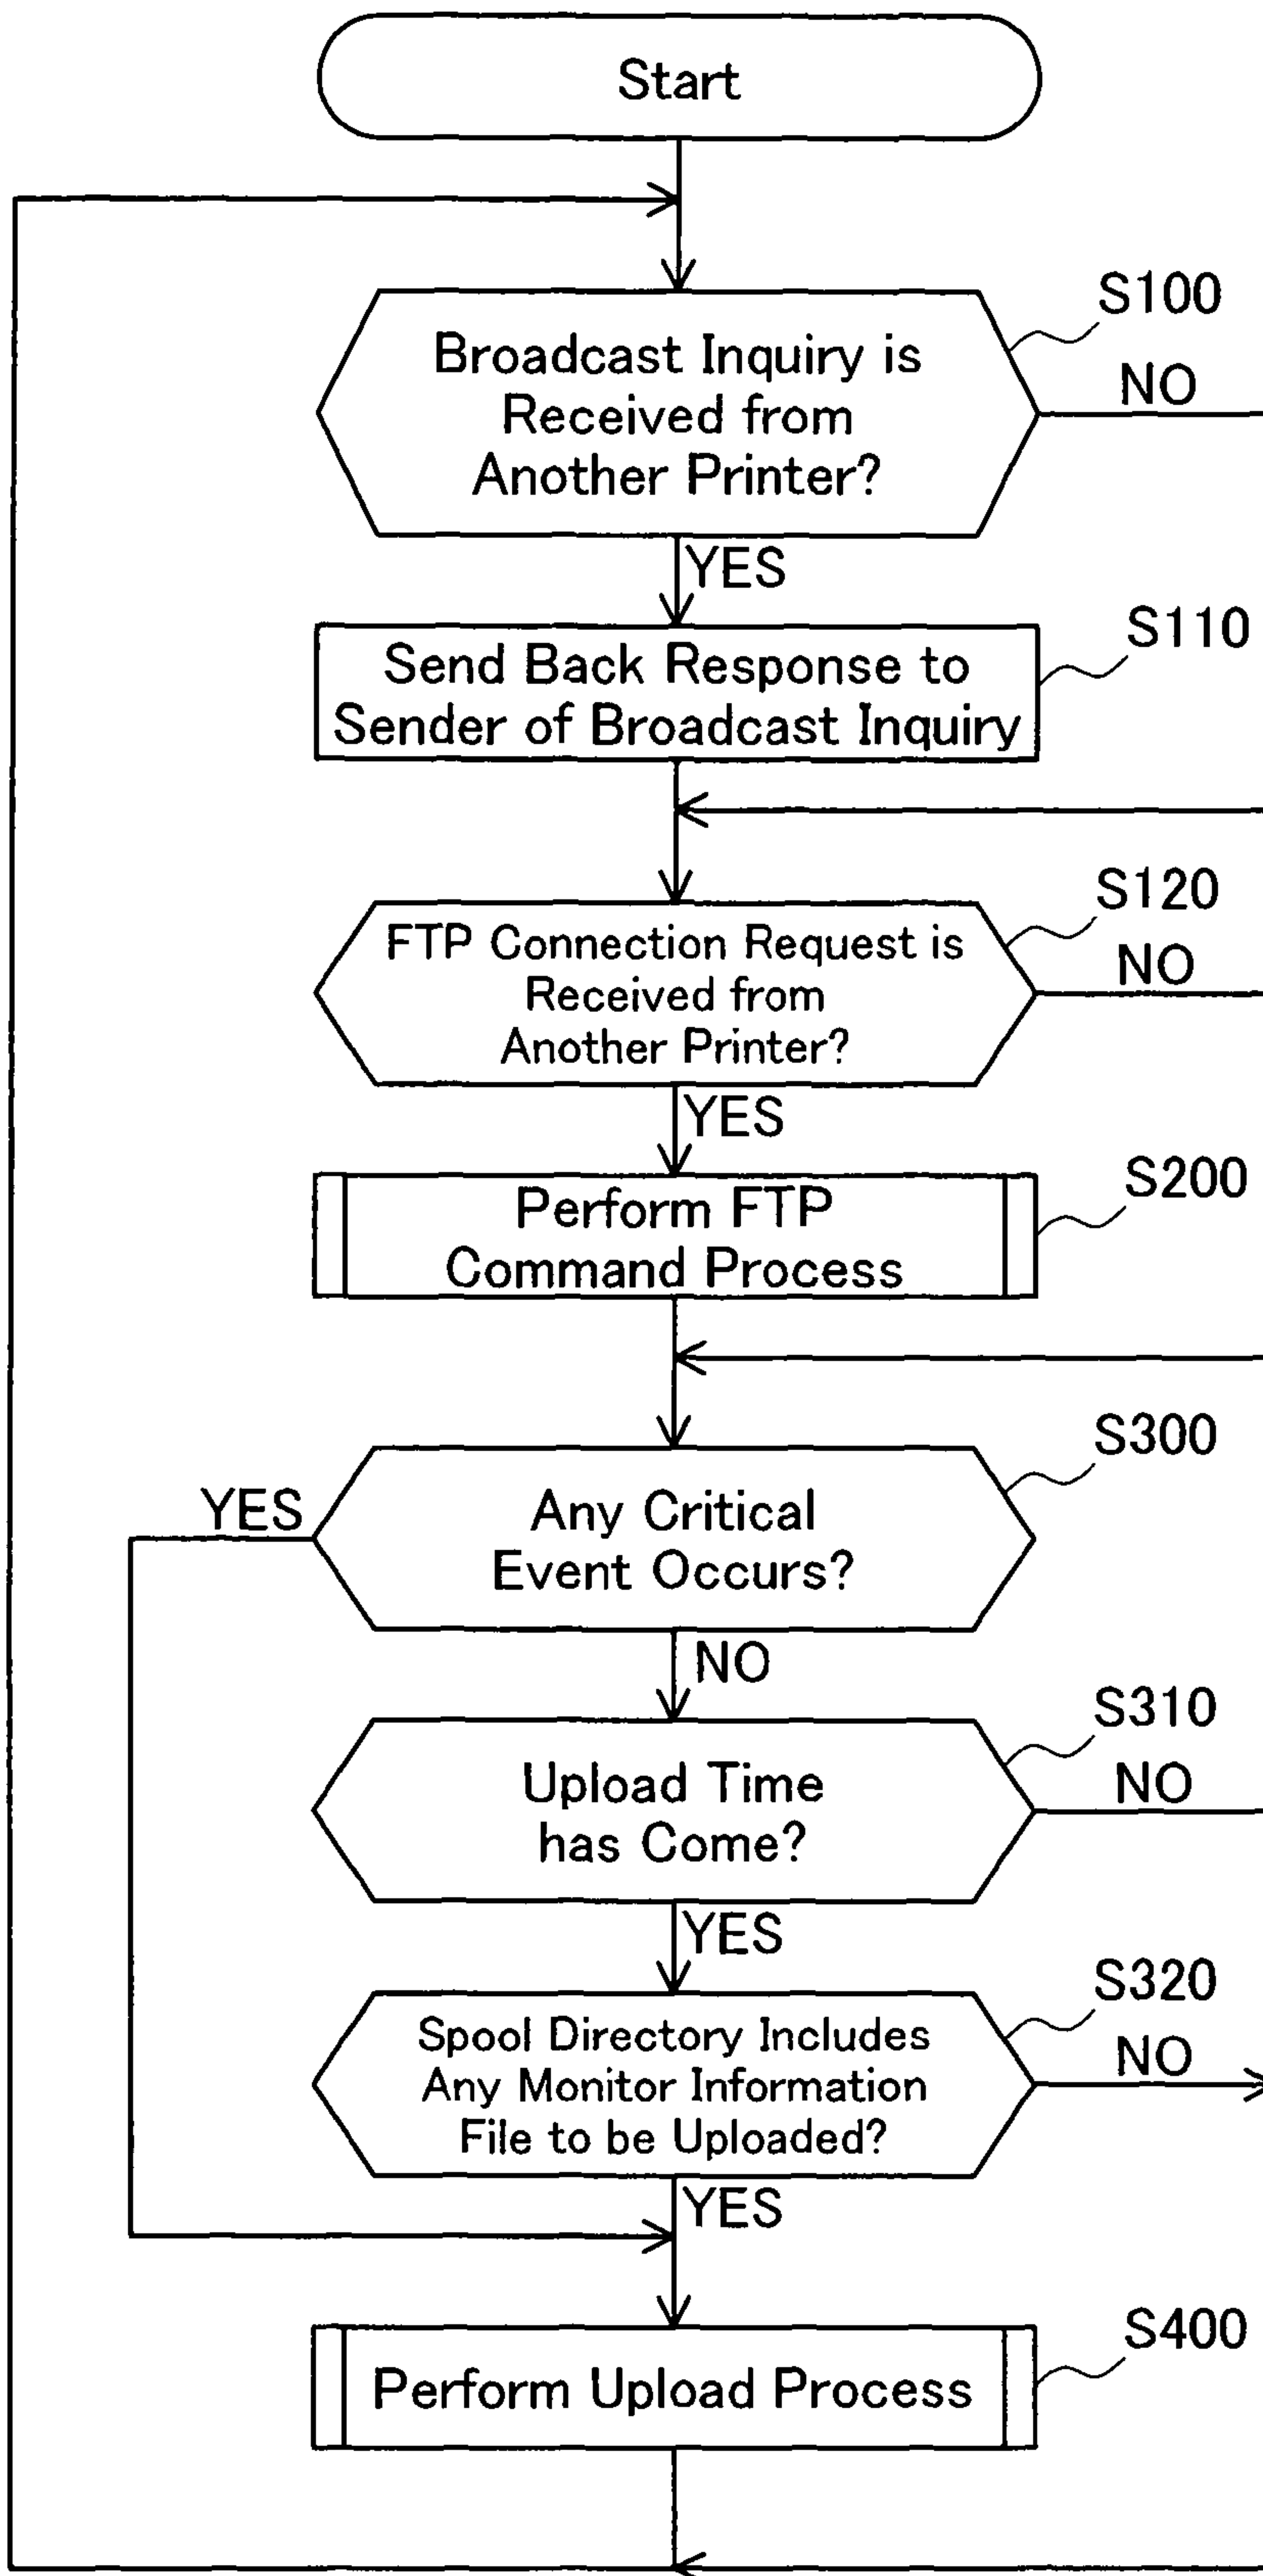 Start
S100
Broadcast Inquiry is
Received from
Another Printer?
NO
YES
S110
Send Back Response to
Sender of Broadcast Inquiry
S120
FTP Connection Request is
Received from
Another Printer?
NO
YES
S200
Perform FTP
Command Process
S300
YES
Any Critical
Event Occurs?
NO
S310
Upload Time
has Come?
NO
YES
S320
Spool Directory Includes
Any Monitor Information
File to be Uploaded?
NO
YES
S400
Perform Upload Process